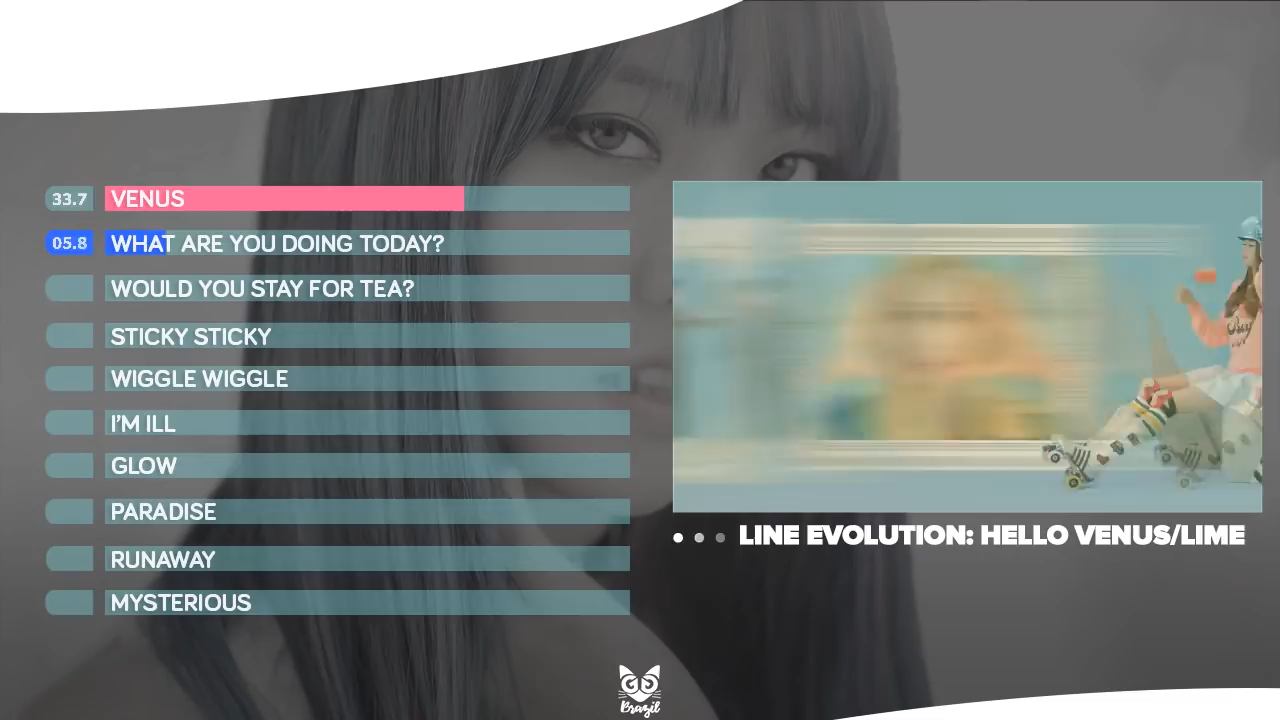 33.7 VENUS
05.8 WHAT ARE YOU DOING TODAY?
WOULD YOU STAY FOR TEA?
STICKY STICKY
WIGGLE WIGGLE
I'M ILL
GLOW
PARADISE
RUNAWAY
MYSTERIOUS
LINE EVOLUTION: HELLO VENUS/LIME
Brazil